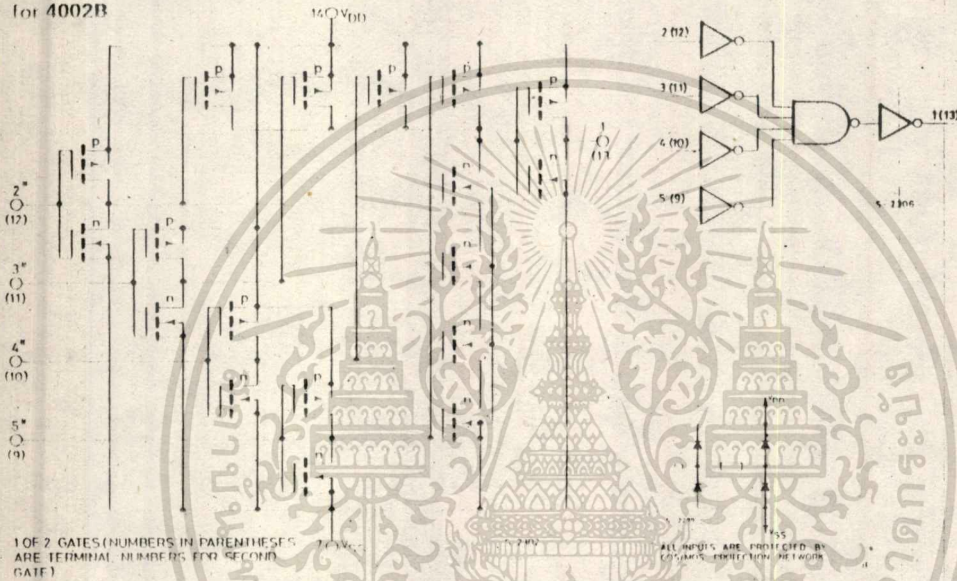 for 4002B
14 VDD
2 (12)
3 (11)
4 (10)
5 (9)
1 (13)
p
p
p
p
p
p
p
p
p
p
n
n
n
n
n
n
n
n
n
n
2*
(12)
3*
(11)
4*
(10)
5*
(9)
1
(13
VDD
VSS
1 OF 2 GATES (NUMBERS IN PARENTHESES
ARE TERMINAL NUMBERS FOR SECOND
GATE)
7
ALL INPUTS ARE PROTECTED BY
COS/MOS PROTECTION NETWORK